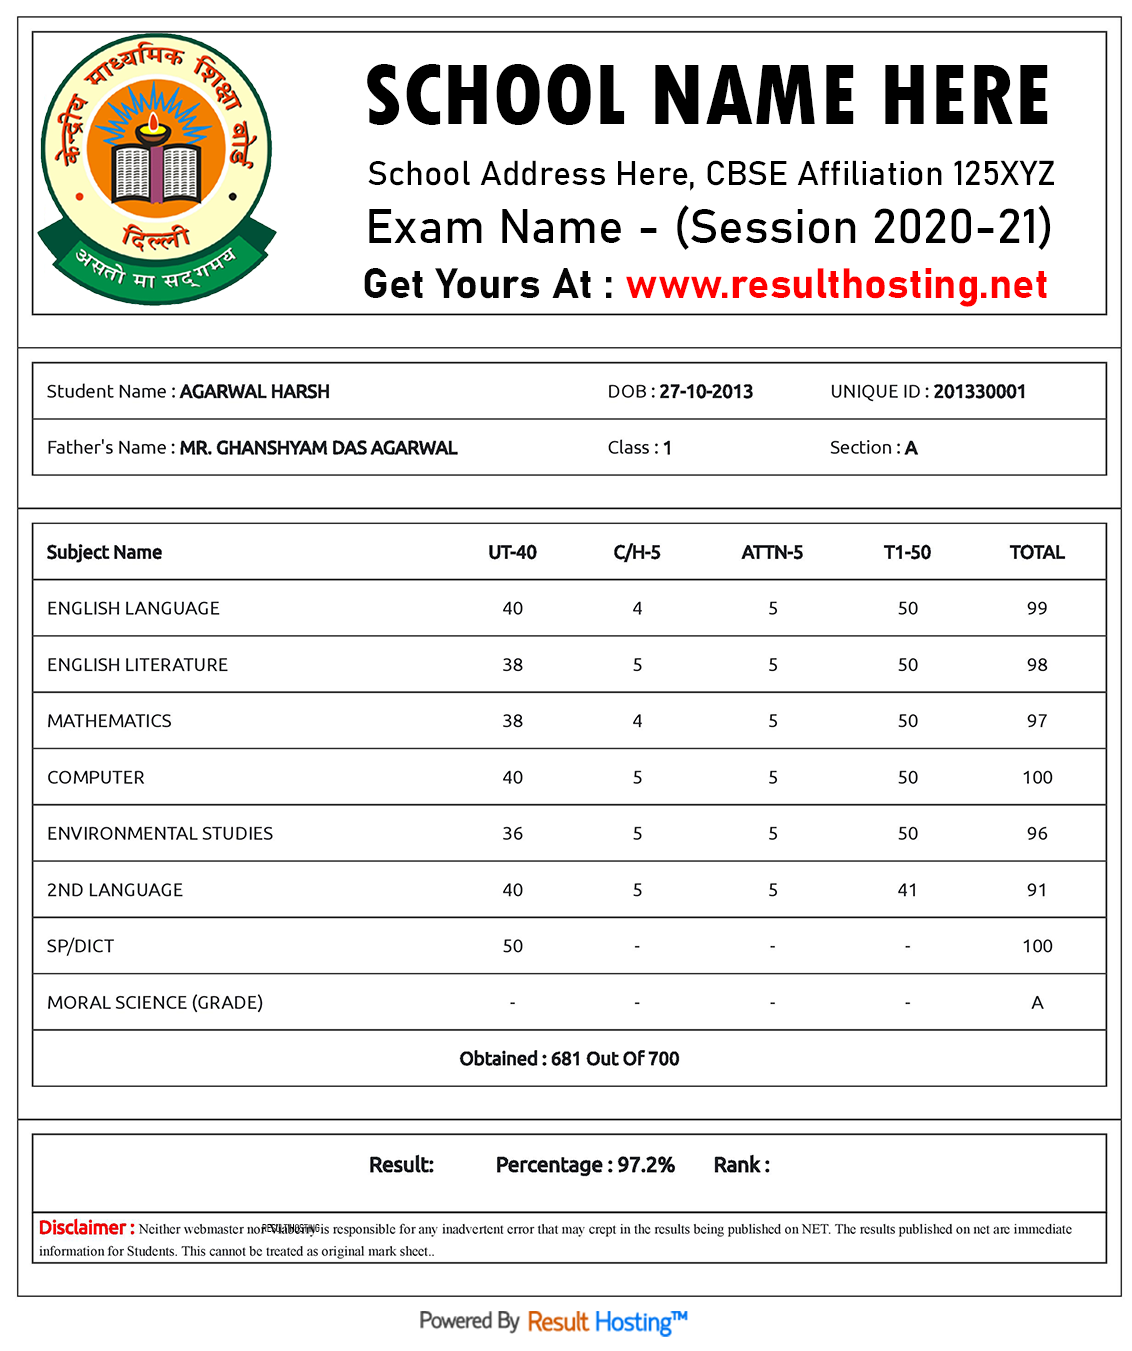 केन्द्रीय माध्यमिक शिक्षा बोर्ड
दिल्ली
असतो मा सद्गमय
SCHOOL NAME HERE
School Address Here, CBSE Affiliation 125XYZ
Exam Name - (Session 2020-21)
Get Yours At : www.resulthosting.net
Student Name : AGARWAL HARSH DOB : 27-10-2013 UNIQUE ID : 201330001
Father's Name : MR. GHANSHYAM DAS AGARWAL Class : 1 Section : A
Subject Name UT-40 C/H-5 ATTN-5 T1-50 TOTAL
ENGLISH LANGUAGE 40 4 5 50 99
ENGLISH LITERATURE 38 5 5 50 98
MATHEMATICS 38 4 5 50 97
COMPUTER 40 5 5 50 100
ENVIRONMENTAL STUDIES 36 5 5 50 96
2ND LANGUAGE 40 5 5 41 91
SP/DICT 50 - - - 100
MORAL SCIENCE (GRADE) - - - - A
Obtained : 681 Out Of 700
Result: Percentage : 97.2% Rank :
Disclaimer : Neither webmaster nor RESULTHOSTING is responsible for any inadvertent error that may crept in the results being published on NET. The results published on net are immediate
information for Students. This cannot be treated as original mark sheet..
Powered By Result Hosting™